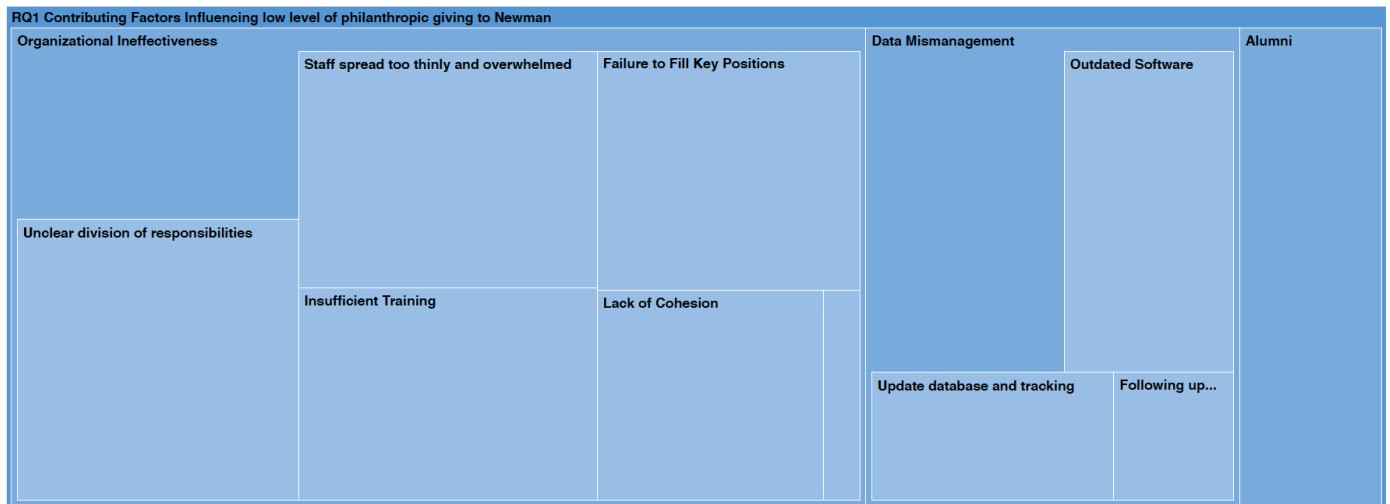 RQ1 Contributing Factors Influencing low level of philanthropic giving to Newman
Organizational Ineffectiveness
Staff spread too thinly and overwhelmed
Failure to Fill Key Positions
Unclear division of responsibilities
Insufficient Training
Lack of Cohesion
Data Mismanagement
Outdated Software
Update database and tracking
Following up...
Alumni